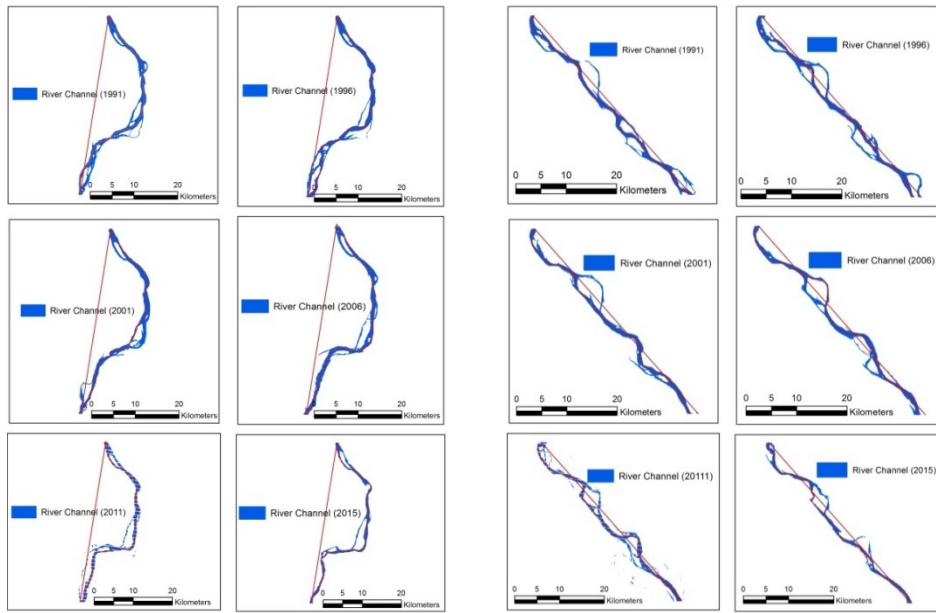 River Channel (1991)
0 5 10 20
Kilometers
River Channel (1996)
0 5 10 20
Kilometers
River Channel (1991)
0 5 10 20
Kilometers
River Channel (1996)
0 5 10 20
Kilometers
River Channel (2001)
0 5 10 20
Kilometers
River Channel (2006)
0 5 10 20
Kilometers
River Channel (2001)
0 5 10 20
Kilometers
River Channel (2006)
0 5 10 20
Kilometers
River Channel (2011)
0 5 10 20
Kilometers
River Channel (2015)
0 5 10 20
Kilometers
River Channel (20111)
0 5 10 20
Kilometers
River Channel (2015)
0 5 10 20
Kilometers